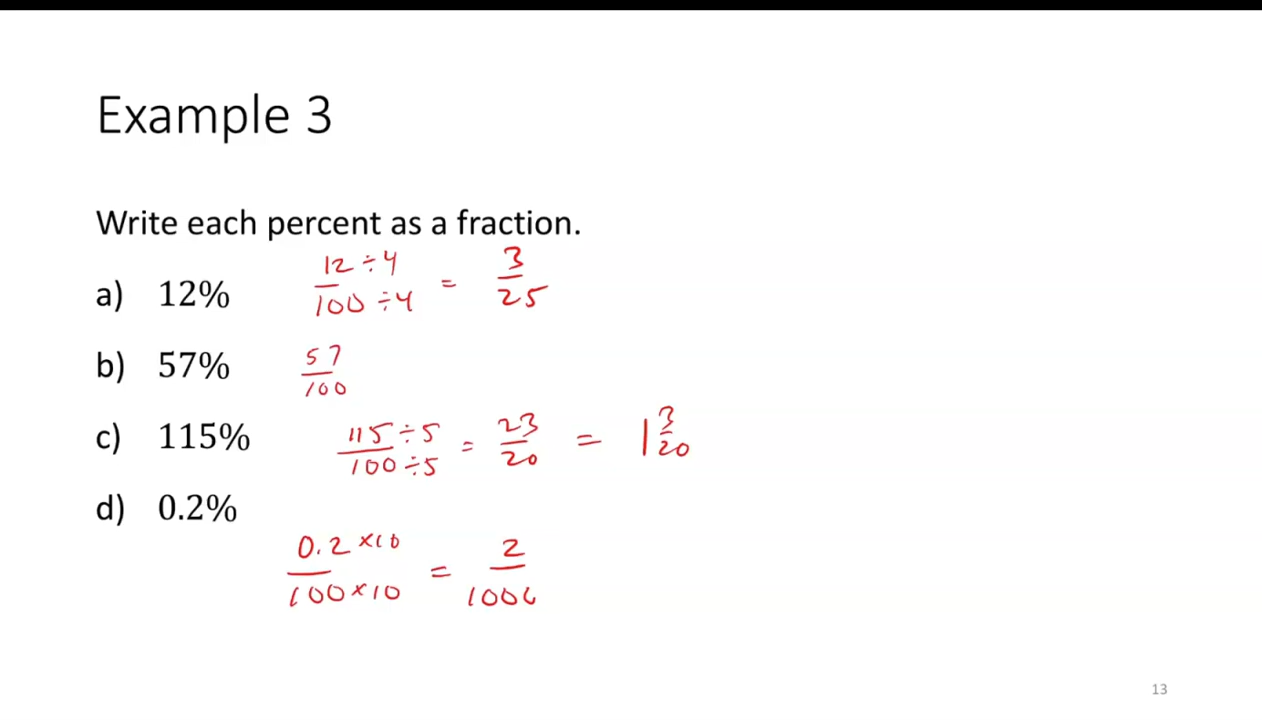 Example 3
Write each percent as a fraction.
a) 12% 12 ÷ 4 / 100 ÷ 4 = 3/25
b) 57% 57/100
c) 115% 115 ÷ 5 / 100 ÷ 5 = 23/20 = 1 3/20
d) 0.2%
0.2 × 10 / 100 × 10 = 2/1000
13